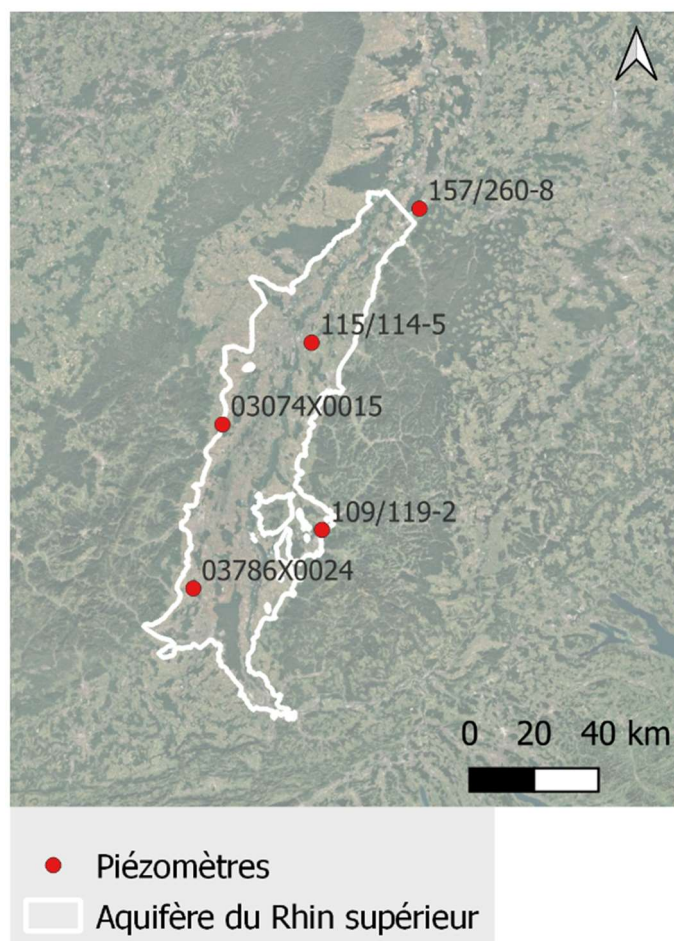 157/260-8
115/114-5
03074X0015
109/119-2
03786X0024
0 20 40 km
Piézomètres
Aquifère du Rhin supérieur